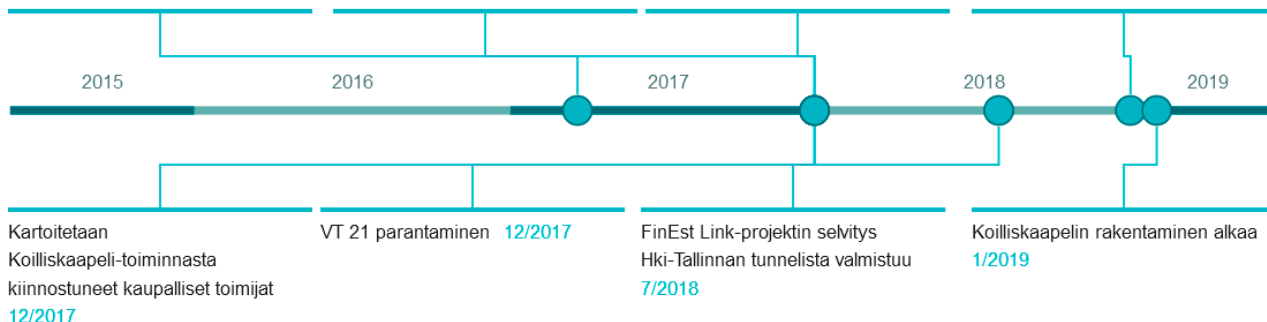 2015 2016 2017 2018 2019
Kartoitetaan
Koilliskaapeli-toiminnasta
kiinnostuneet kaupalliset toimijat
12/2017
VT 21 parantaminen 12/2017
FinEst Link-projektin selvitys
Hki-Tallinnan tunnelista valmistuu
7/2018
Koilliskaapelin rakentaminen alkaa
1/2019